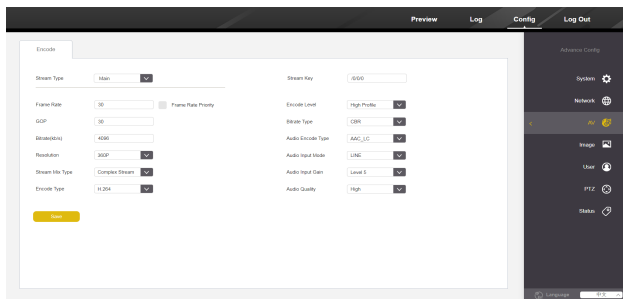 Preview Log Config Log Out
Encode
Advance Config
Stream Type Main Stream Key /0/0/0
System
Frame Rate 30 Frame Rate Priority Encode Level High Profile
Network
GOP 30 Bitrate Type CBR
AV
Bitrate(kb/s) 4096 Audio Encode Type AAC_LC
Resolution 360P Audio Input Mode LINE
Image
Stream Mix Type Complex Stream Audio Input Gain Level 5
User
Encode Type H.264 Audio Quality High
PTZ
Save
Status
Language 中文